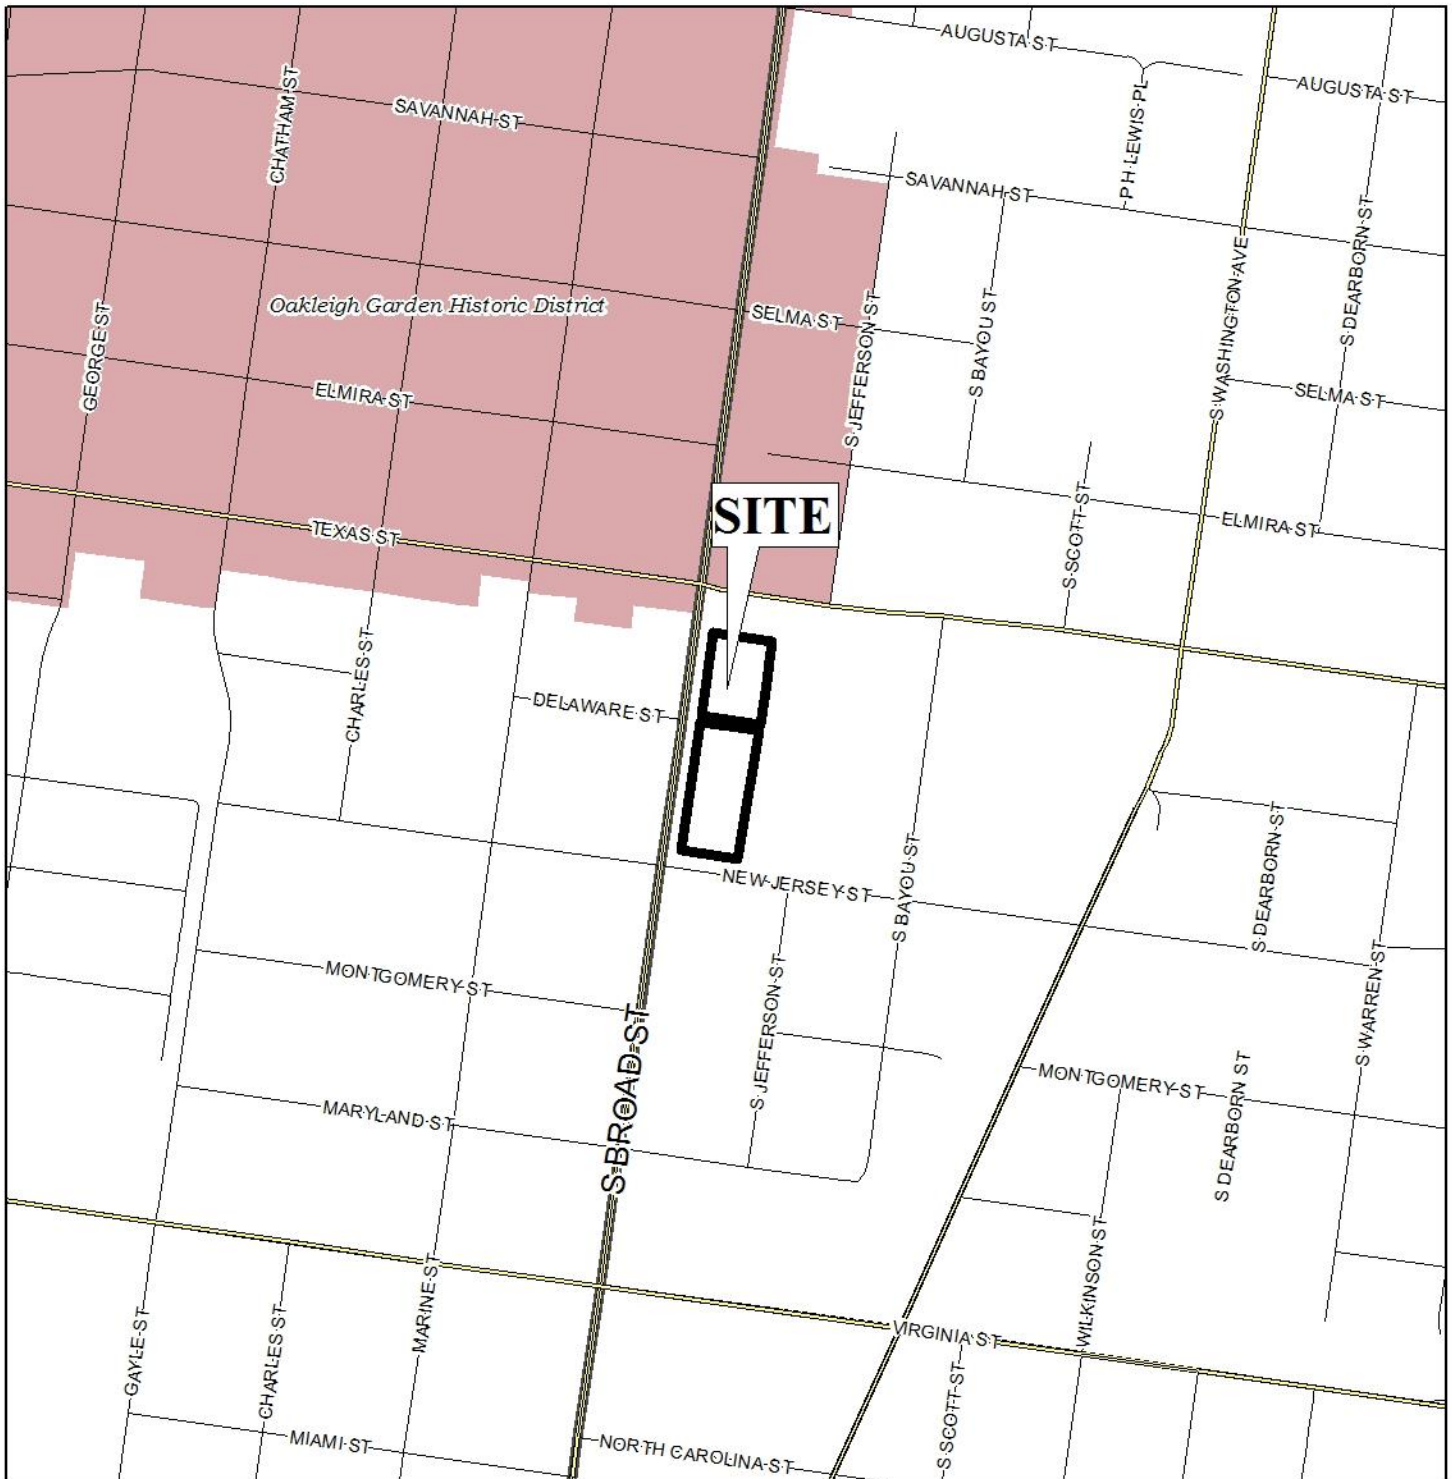 AUGUSTA ST
AUGUSTA ST
CHATHAM ST
SAVANNAH ST
P H LEWIS PL
SAVANNAH ST
S DEARBORN ST
S WASHINGTON AVE
Oakleigh Garden Historic District
GEORGE ST
SELMA ST
S JEFFERSON ST
S BAYOU ST
ELMIRA ST
SELMA ST
SITE
TEXAS ST
S SCOTT ST
ELMIRA ST
CHARLES ST
DELAWARE ST
NEW JERSEY ST
S BAYOU ST
S DEARBORN ST
MONTGOMERY ST
S JEFFERSON ST
S WARREN ST
S BROAD ST
MARYLAND ST
MONTGOMERY ST
S DEARBORN ST
WILKINSON ST
MARINE ST
VIRGINIA ST
GAYLE ST
CHARLES ST
S SCOTT ST
MIAMI ST
NORTH CAROLINA ST